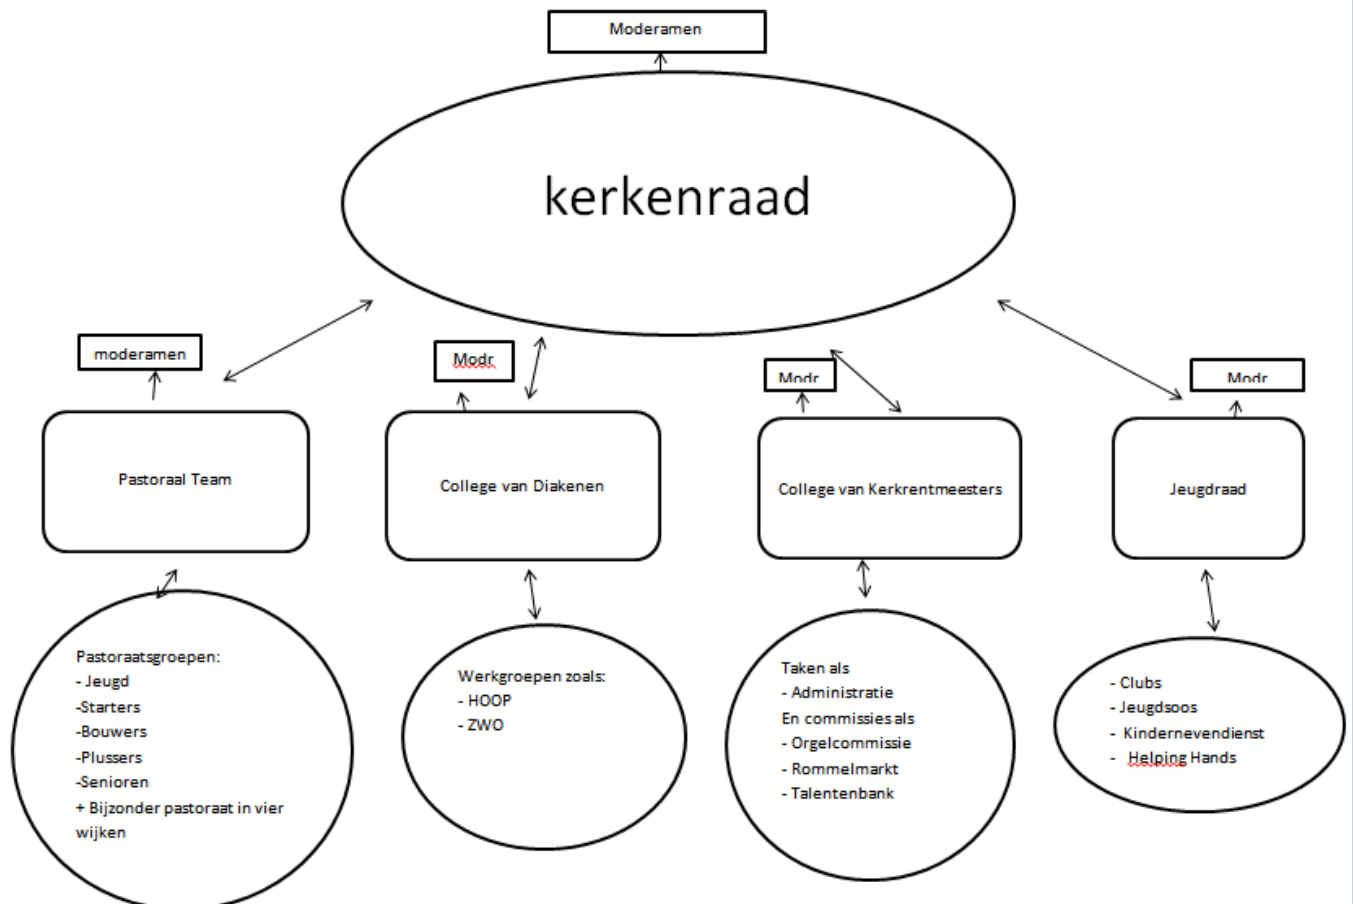 Moderamen
kerkenraad
moderamen
Modr
Modr
Modr
Pastoraal Team
College van Diakenen
College van Kerkrentmeesters
Jeugdraad
Pastoraatsgroepen:
- Jeugd
-Starters
-Bouwers
-Plussers
-Senioren
+ Bijzonder pastoraat in vier
wijken
Werkgroepen zoals:
- HOOP
- ZWO
Taken als
- Administratie
En commissies als
- Orgelcommissie
- Rommelmarkt
- Talentenbank
- Clubs
- Jeugdsoos
- Kindernevendienst
- Helping Hands